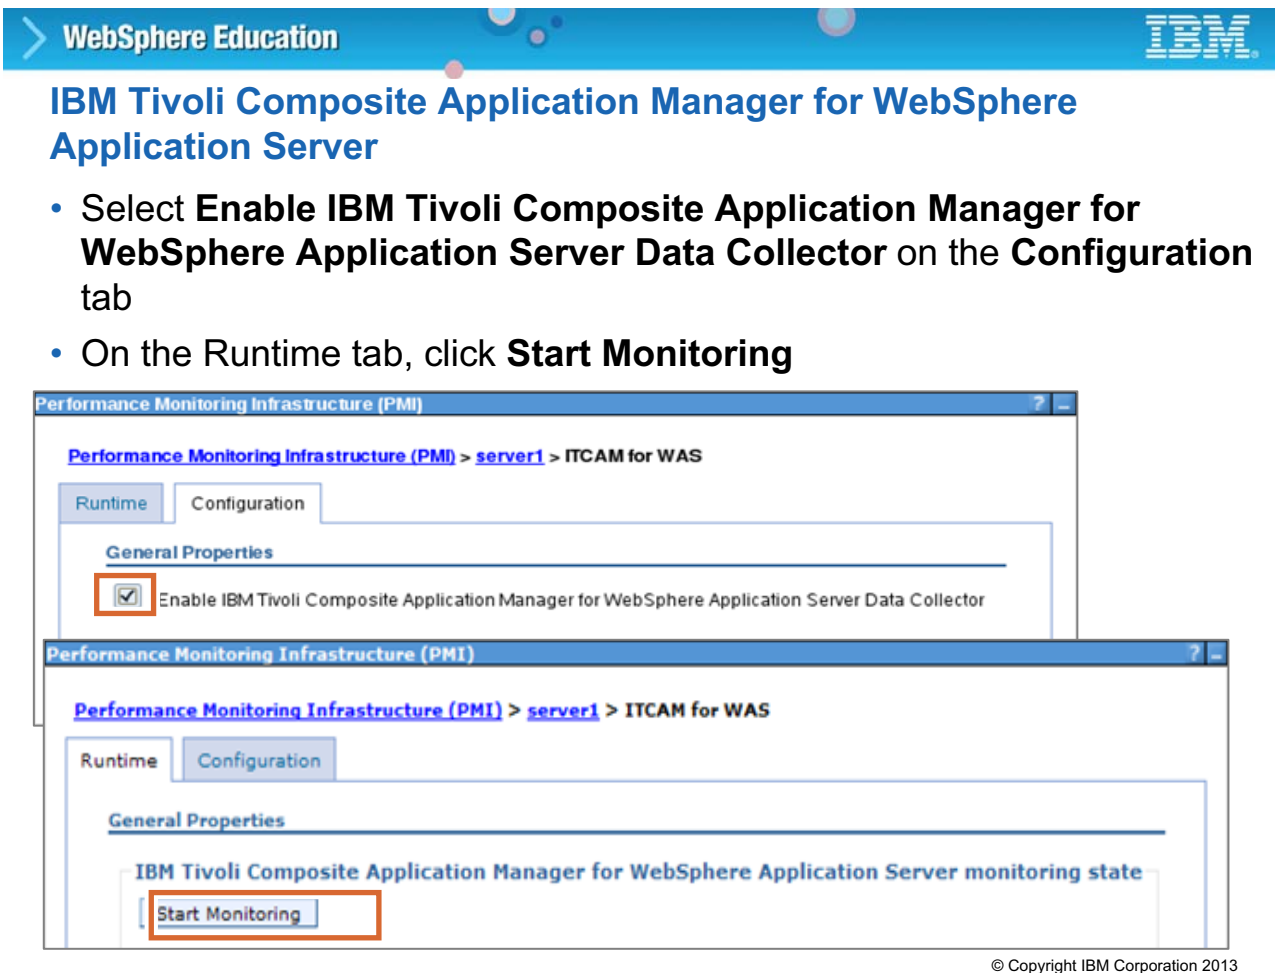 WebSphere Education
IBM
IBM Tivoli Composite Application Manager for WebSphere
Application Server
• Select Enable IBM Tivoli Composite Application Manager for
WebSphere Application Server Data Collector on the Configuration
tab
• On the Runtime tab, click Start Monitoring
Performance Monitoring Infrastructure (PMI) ? –
Performance Monitoring Infrastructure (PMI) > server1 > ITCAM for WAS
Runtime Configuration
General Properties
Enable IBM Tivoli Composite Application Manager for WebSphere Application Server Data Collector
Performance Monitoring Infrastructure (PMI) ? –
Performance Monitoring Infrastructure (PMI) > server1 > ITCAM for WAS
Runtime Configuration
General Properties
IBM Tivoli Composite Application Manager for WebSphere Application Server monitoring state
Start Monitoring
© Copyright IBM Corporation 2013